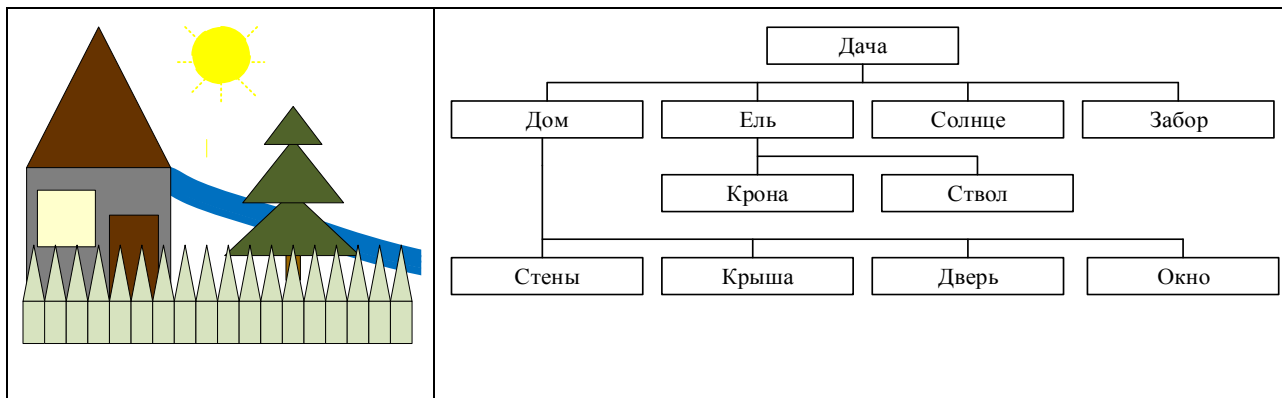 Дача
Дом Ель Солнце Забор
Крона Ствол
Стены Крыша Дверь Окно